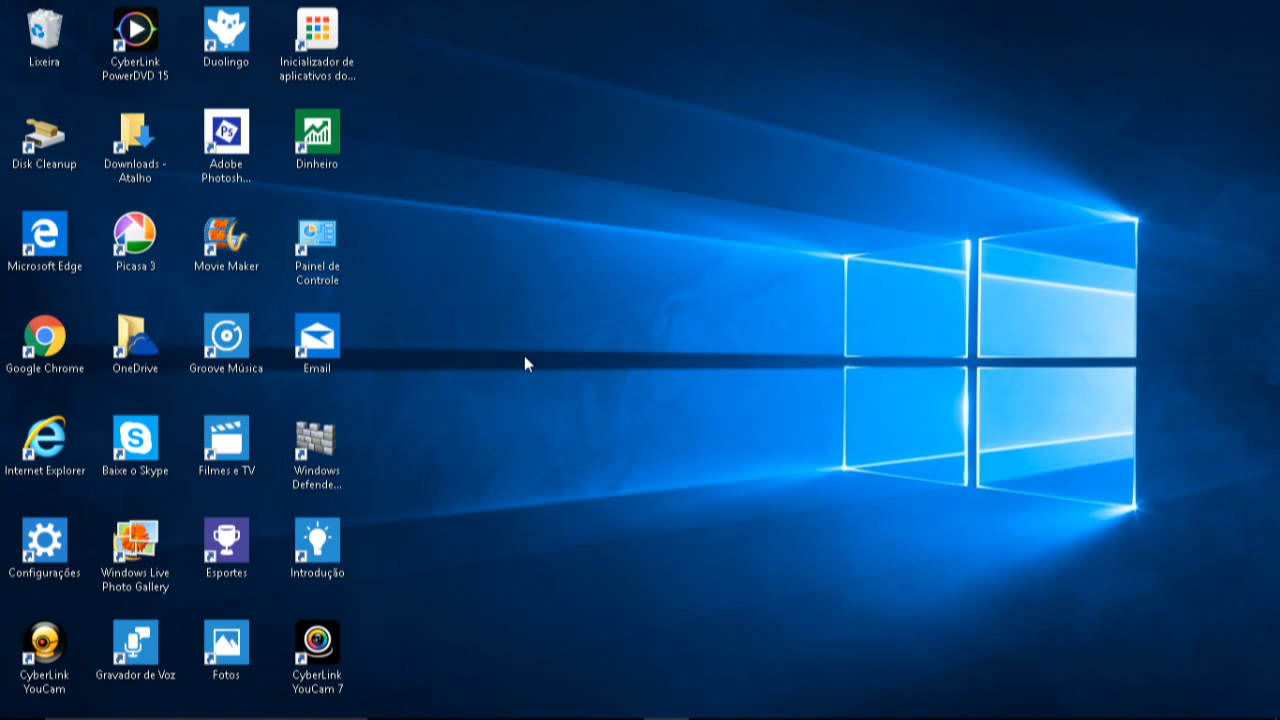 Lixeira
CyberLink
PowerDVD 15
Duolingo
Inicializador de
aplicativos do...
Disk Cleanup
Downloads -
Atalho
Ps
Adobe
Photosh...
Dinheiro
Microsoft Edge
Picasa 3
Movie Maker
Painel de
Controle
Google Chrome
OneDrive
Groove Música
Email
Internet Explorer
Baixe o Skype
Filmes e TV
Windows
Defende...
Configurações
Windows Live
Photo Gallery
Esportes
Introdução
CyberLink
YouCam
Gravador de Voz
Fotos
CyberLink
YouCam 7